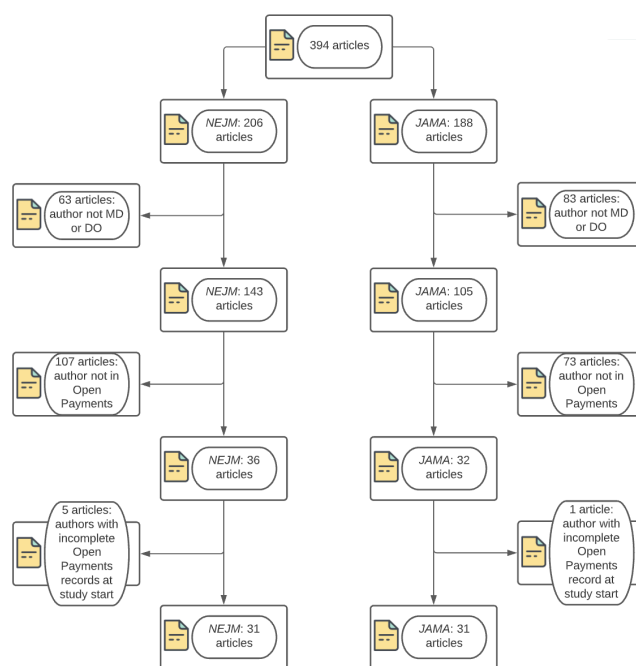 394 articles
NEJM: 206
articles
JAMA: 188
articles
63 articles:
author not MD
or DO
83 articles:
author not MD
or DO
NEJM: 143
articles
JAMA: 105
articles
107 articles:
author not in
Open
Payments
73 articles:
author not in
Open
Payments
NEJM: 36
articles
JAMA: 32
articles
5 articles:
authors with
incomplete
Open
Payments
records at
study start
1 article:
author with
incomplete
Open
Payments
record at
study start
NEJM: 31
articles
JAMA: 31
articles